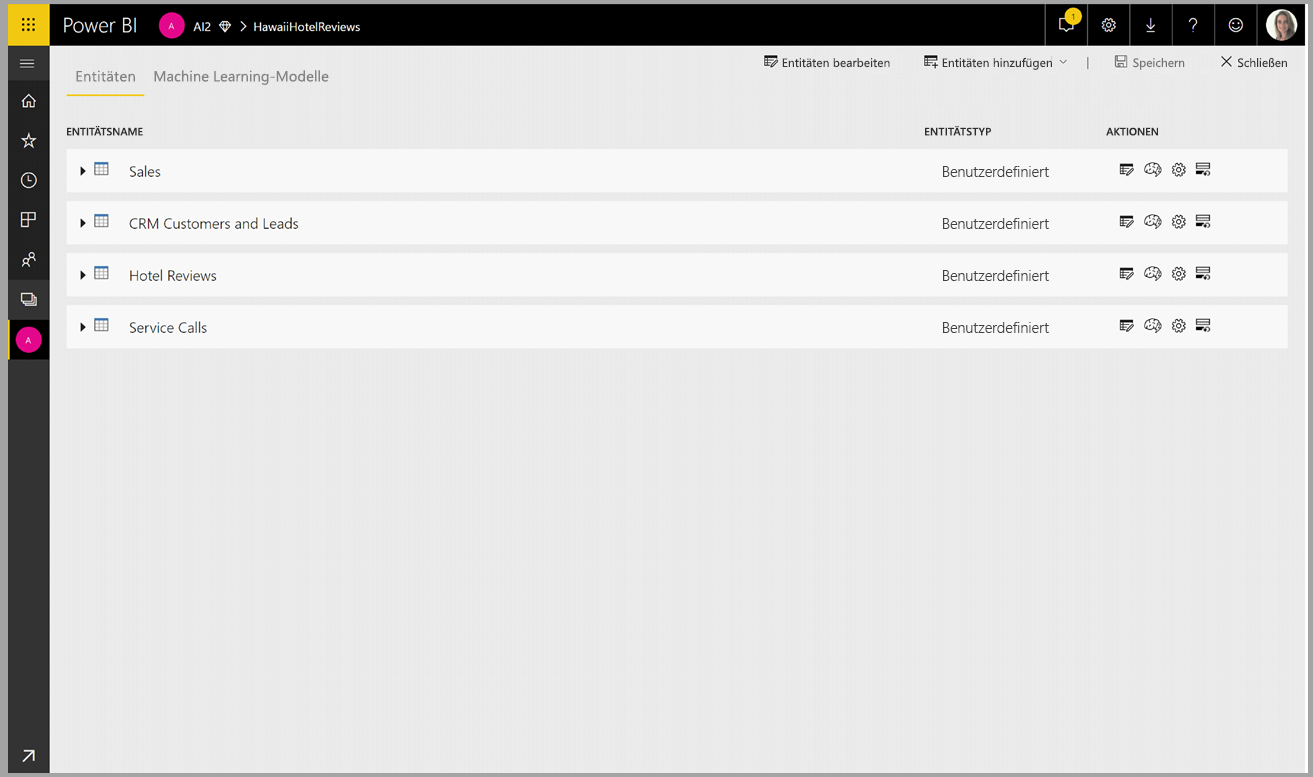 Power BI A AI2 > HawaiiHotelReviews 1 ?
Entitäten Machine Learning-Modelle Entitäten bearbeiten Entitäten hinzufügen | Speichern Schließen
ENTITÄTSNAME ENTITÄTSTYP AKTIONEN
Sales Benutzerdefiniert
CRM Customers and Leads Benutzerdefiniert
Hotel Reviews Benutzerdefiniert
Service Calls Benutzerdefiniert
A